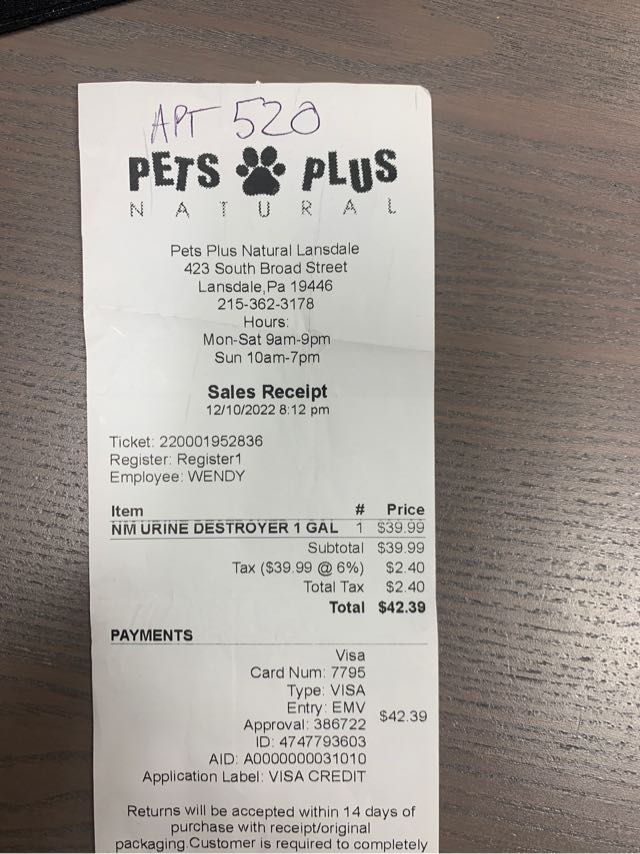 APT 520
PETS PLUS
NATURAL
Pets Plus Natural Lansdale
423 South Broad Street
Lansdale,Pa 19446
215-362-3178
Hours:
Mon-Sat 9am-9pm
Sun 10am-7pm
Sales Receipt
12/10/2022 8:12 pm
Ticket: 220001952836
Register: Register1
Employee: WENDY
Item # Price
NM URINE DESTROYER 1 GAL 1 $39.99
Subtotal $39.99
Tax ($39.99 @ 6%) $2.40
Total Tax $2.40
Total $42.39
PAYMENTS
Visa
Card Num: 7795
Type: VISA
Entry: EMV
$42.39
Approval: 386722
ID: 4747793603
AID: A0000000031010
Application Label: VISA CREDIT
Returns will be accepted within 14 days of
purchase with receipt/original
packaging.Customer is required to completely